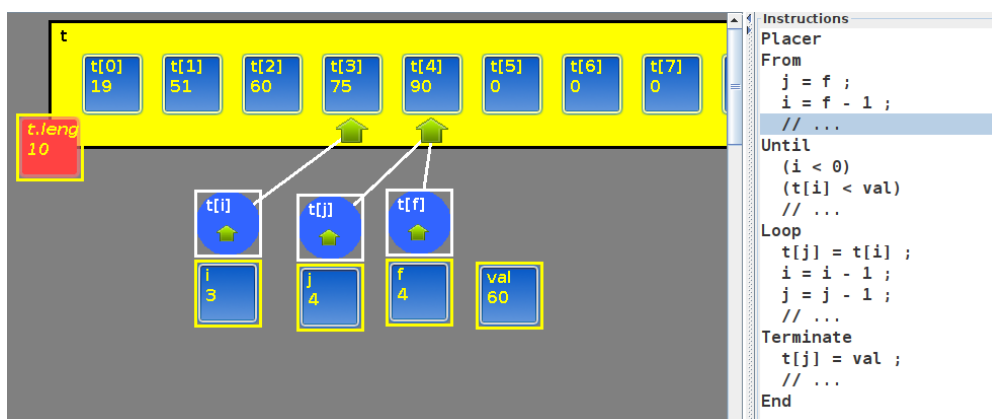 t
t[0] t[1] t[2] t[3] t[4] t[5] t[6] t[7]
19 51 60 75 90 0 0 0
t.leng
10
t[i] t[j] t[f]
i j f val
3 4 4 60
Instructions
Placer
From
j = f ;
i = f - 1 ;
// ...
Until
(i < 0)
(t[i] < val)
// ...
Loop
t[j] = t[i] ;
i = i - 1 ;
j = j - 1 ;
// ...
Terminate
t[j] = val ;
// ...
End